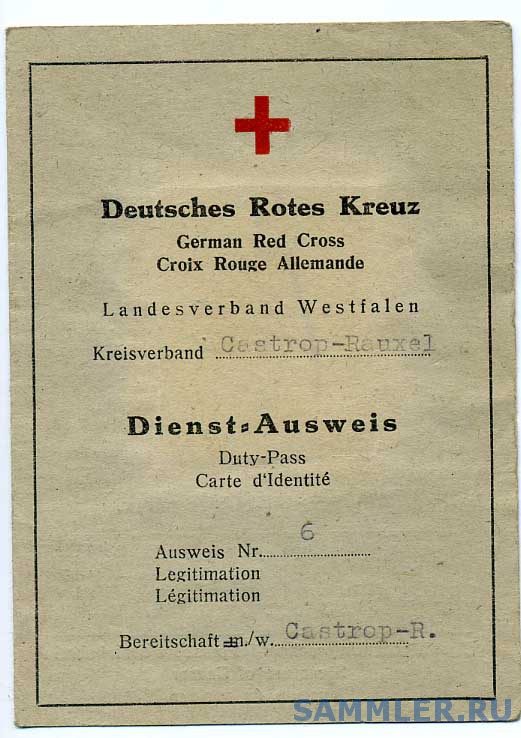 Deutsches Rotes Kreuz
German Red Cross
Croix Rouge Allemande
Landesverband Westfalen
Kreisverband Castrop-Rauxel
Dienst-Ausweis
Duty-Pass
Carte d'Identité
Ausweis Nr. 6
Legitimation
Légitimation
Bereitschaft m/w. Castrop-R.
SAMMLER.RU